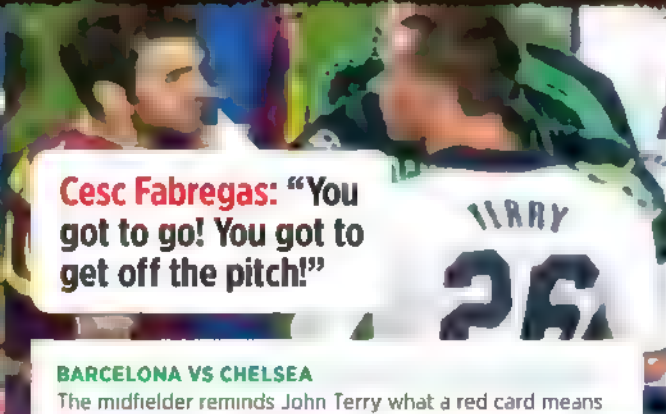 Cesc Fabregas: “You
got to go! You got to
get off the pitch!”
TERRY
26
BARCELONA VS CHELSEA
The midfielder reminds John Terry what a red card means